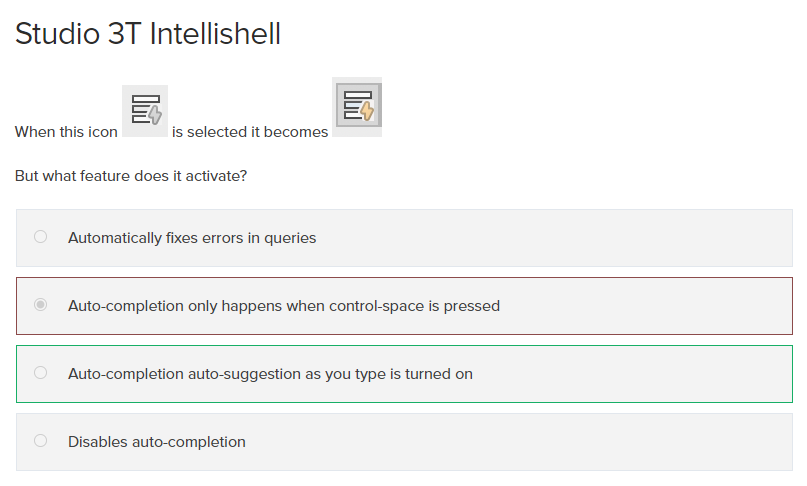 Studio 3T Intellishell
When this icon is selected it becomes
But what feature does it activate?
Automatically fixes errors in queries
Auto-completion only happens when control-space is pressed
Auto-completion auto-suggestion as you type is turned on
Disables auto-completion